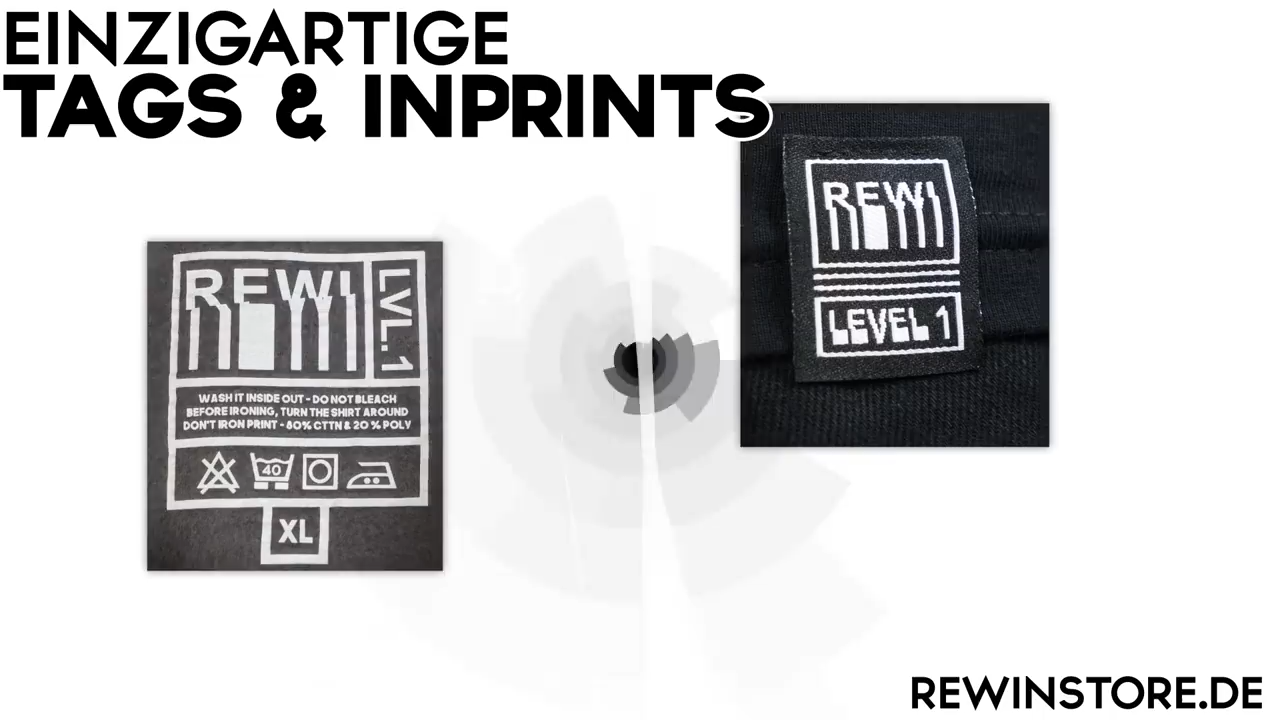 EINZIGARTIGE
TAGS & INPRINTS
REWI
LVL.1
WASH IT INSIDE OUT - DO NOT BLEACH
BEFORE IRONING, TURN THE SHIRT AROUND
DON'T IRON PRINT - 80% CTTN & 20 % POLY
40
XL
REWI
LEVEL 1
REWINSTORE.DE